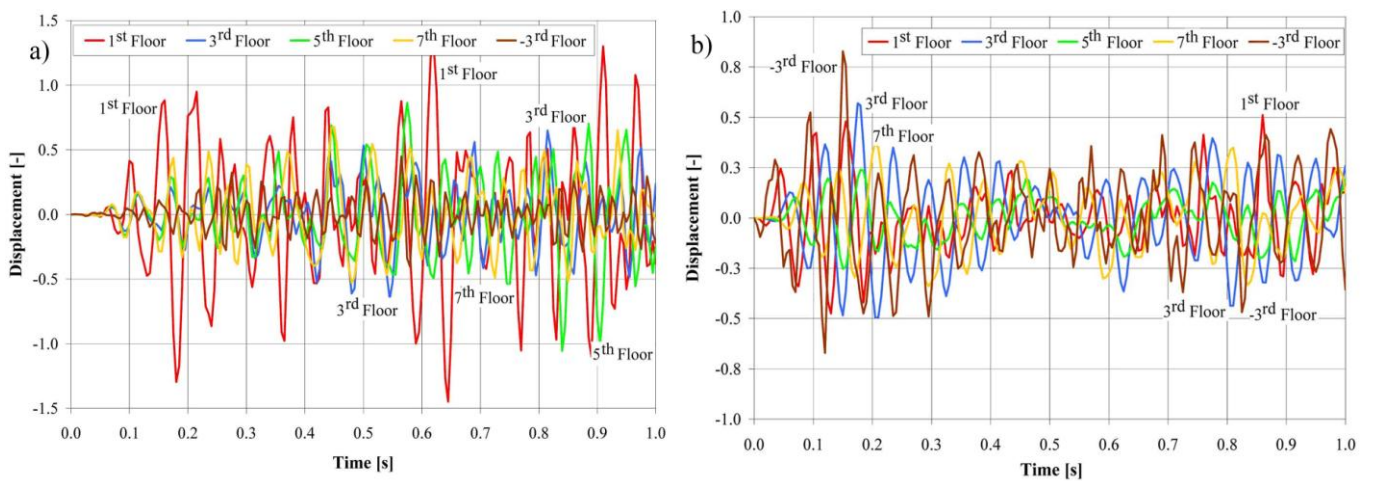 a)
1st Floor 3rd Floor 5th Floor 7th Floor -3rd Floor
1st Floor
1st Floor
3rd Floor
3rd Floor
7th Floor
5th Floor
Displacement [-]
1.5
1.0
0.5
0.0
-0.5
-1.0
-1.5
0.0 0.1 0.2 0.3 0.4 0.5 0.6 0.7 0.8 0.9 1.0
Time [s]
b)
1st Floor 3rd Floor 5th Floor 7th Floor -3rd Floor
-3rd Floor
3rd Floor
1st Floor
7th Floor
3rd Floor
-3rd Floor
Displacement [-]
1.0
0.8
0.5
0.3
0.0
-0.3
-0.5
-0.8
-1.0
0.0 0.1 0.2 0.3 0.4 0.5 0.6 0.7 0.8 0.9 1.0
Time [s]